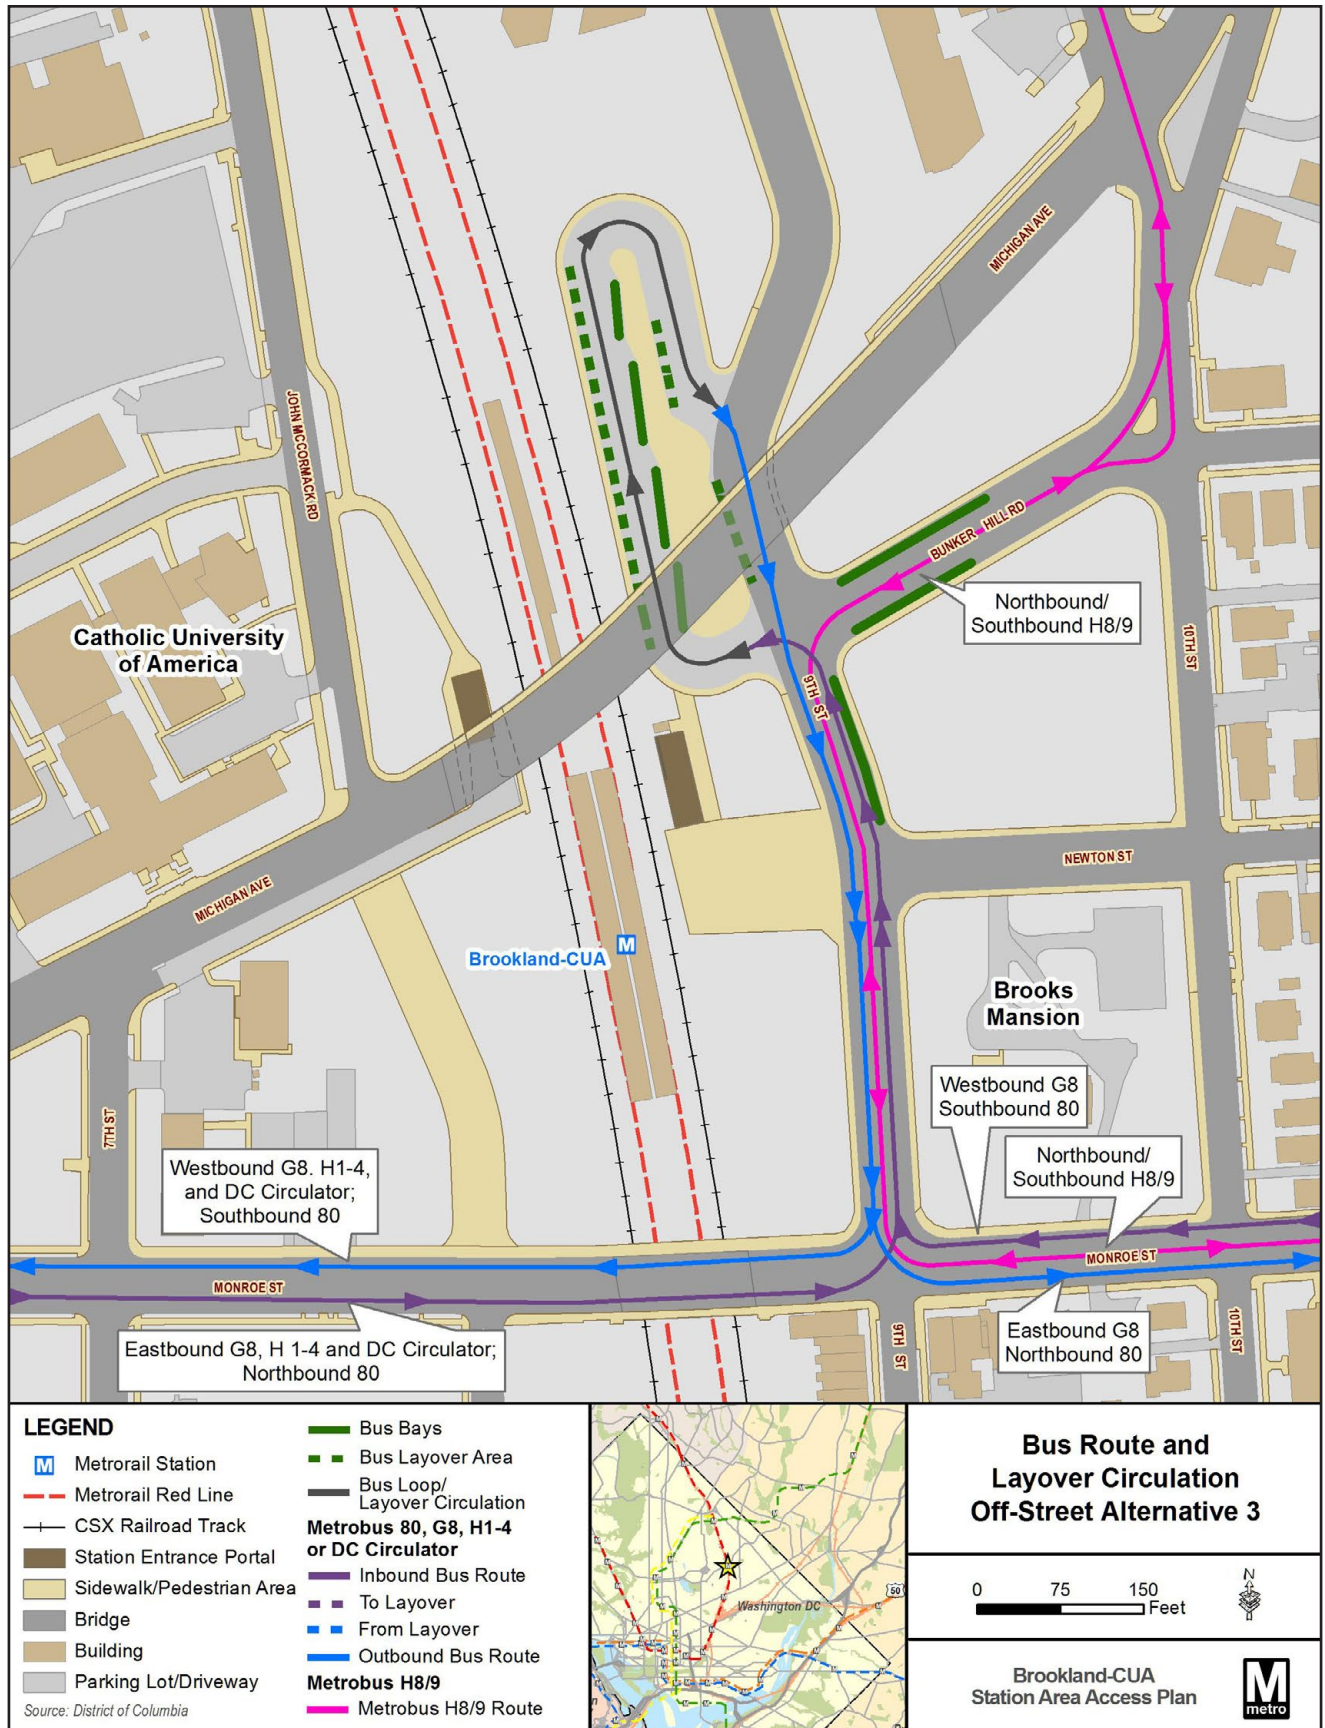 MICHIGAN AVE
JOHN MCCORMACK RD
BUNKER HILL RD
Northbound/
Southbound H8/9
Catholic University
of America
10TH ST
9TH ST
NEWTON ST
MICHIGAN AVE
M
Brookland-CUA
Brooks
Mansion
Westbound G8
Southbound 80
7TH ST
Westbound G8. H1-4,
and DC Circulator;
Southbound 80
Northbound/
Southbound H8/9
MONROE ST
MONROE ST
Eastbound G8, H 1-4 and DC Circulator;
Northbound 80
9TH ST
Eastbound G8
Northbound 80
10TH ST
LEGEND
M Metrorail Station
Metrorail Red Line
CSX Railroad Track
Station Entrance Portal
Sidewalk/Pedestrian Area
Bridge
Building
Parking Lot/Driveway
Source: District of Columbia
Bus Bays
Bus Layover Area
Bus Loop/
Layover Circulation
Metrobus 80, G8, H1-4
or DC Circulator
Inbound Bus Route
To Layover
From Layover
Outbound Bus Route
Metrobus H8/9
Metrobus H8/9 Route
Washington DC
50
Bus Route and
Layover Circulation
Off-Street Alternative 3
0 75 150
Feet
N
Brookland-CUA
Station Area Access Plan
M
metro